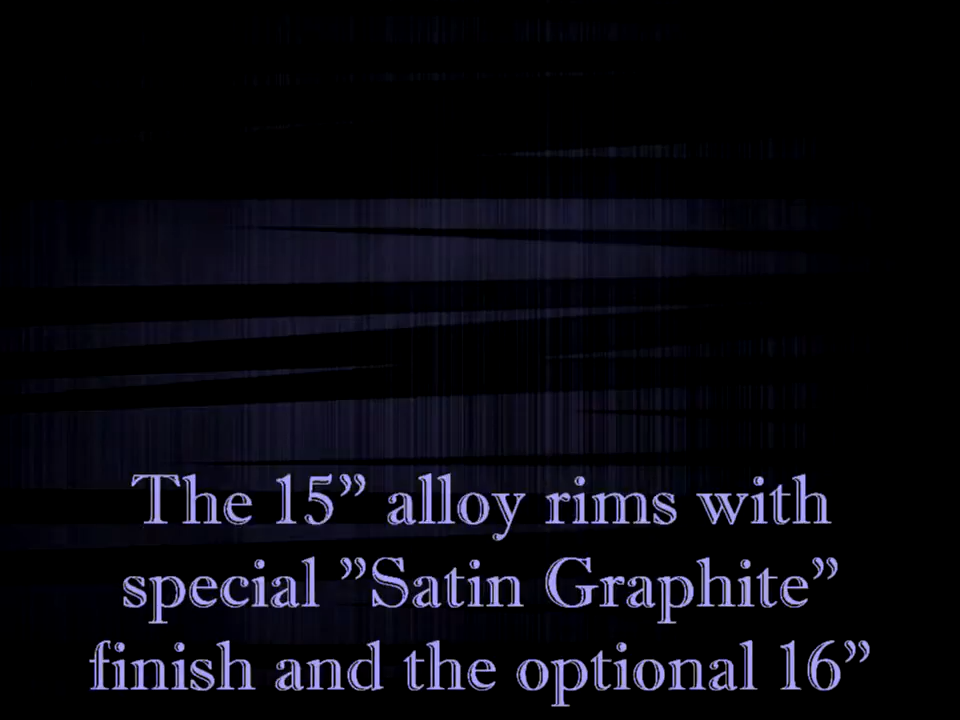 The 15” alloy rims with
special ”Satin Graphite”
finish and the optional 16”